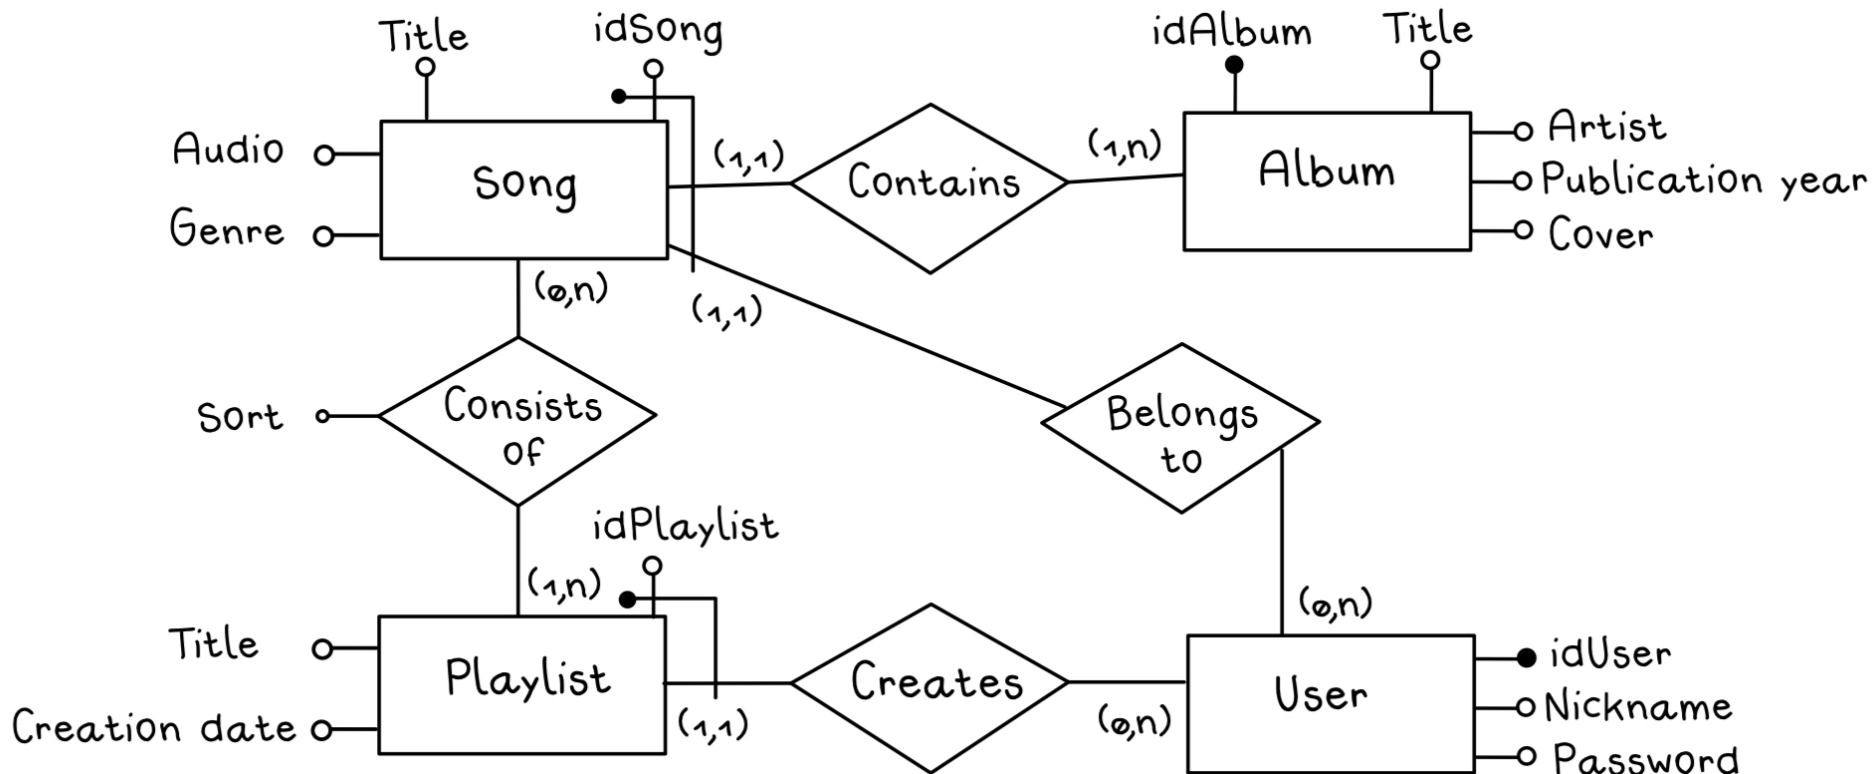 Title
idSong
idAlbum
Title
Audio
Song
(1,1)
Contains
(1,n)
Album
Artist
Publication year
Genre
Cover
(0,n)
(1,1)
Sort
Consists
of
Belongs
to
idPlaylist
(1,n)
(0,n)
Title
Playlist
Creates
User
idUser
Creation date
(1,1)
(0,n)
Nickname
Password